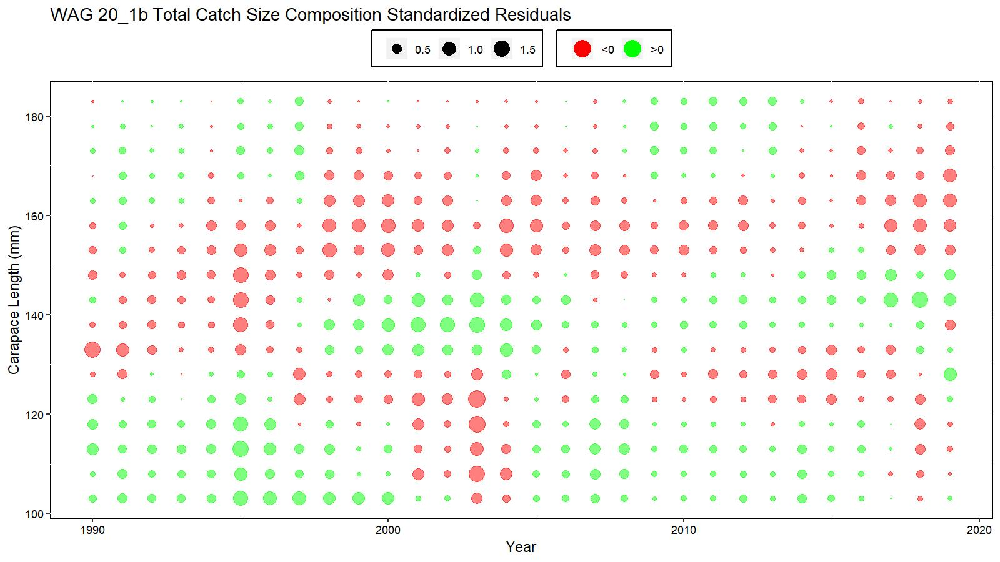 WAG 20_1b Total Catch Size Composition Standardized Residuals
0.5 1.0 1.5 <0 >0
180
160
140
120
100
Carapace Length (mm)
1990 2000 2010 2020
Year